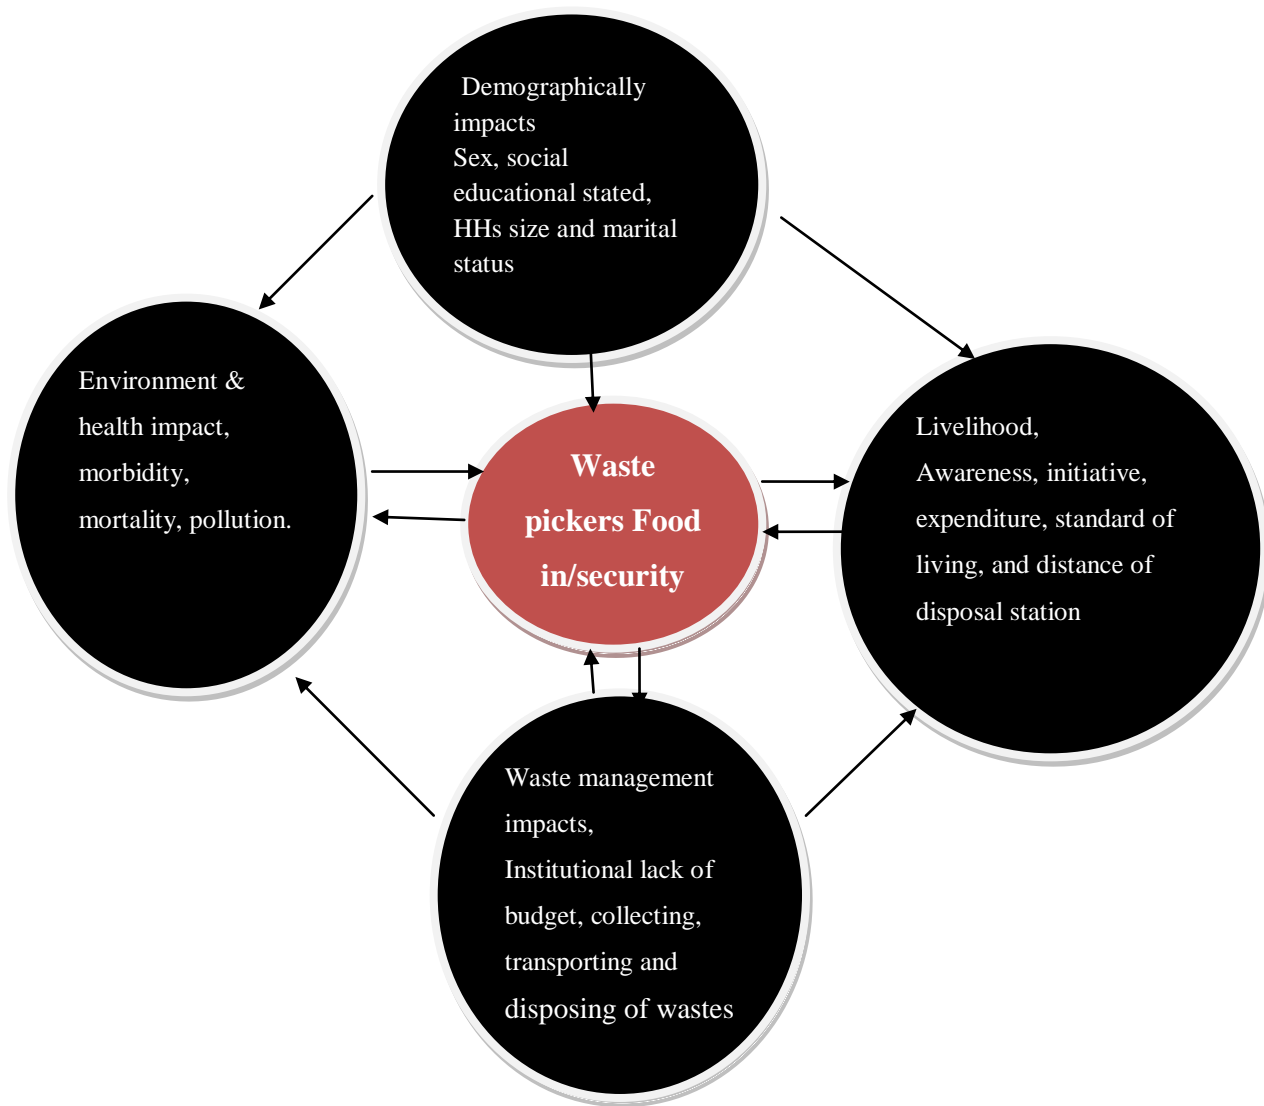 Demographically
impacts
Sex, social
educational stated,
HHs size and marital
status
Environment &
health impact,
morbidity,
mortality, pollution.
Waste
pickers Food
in/security
Livelihood,
Awareness, initiative,
expenditure, standard of
living, and distance of
disposal station
Waste management
impacts,
Institutional lack of
budget, collecting,
transporting and
disposing of wastes